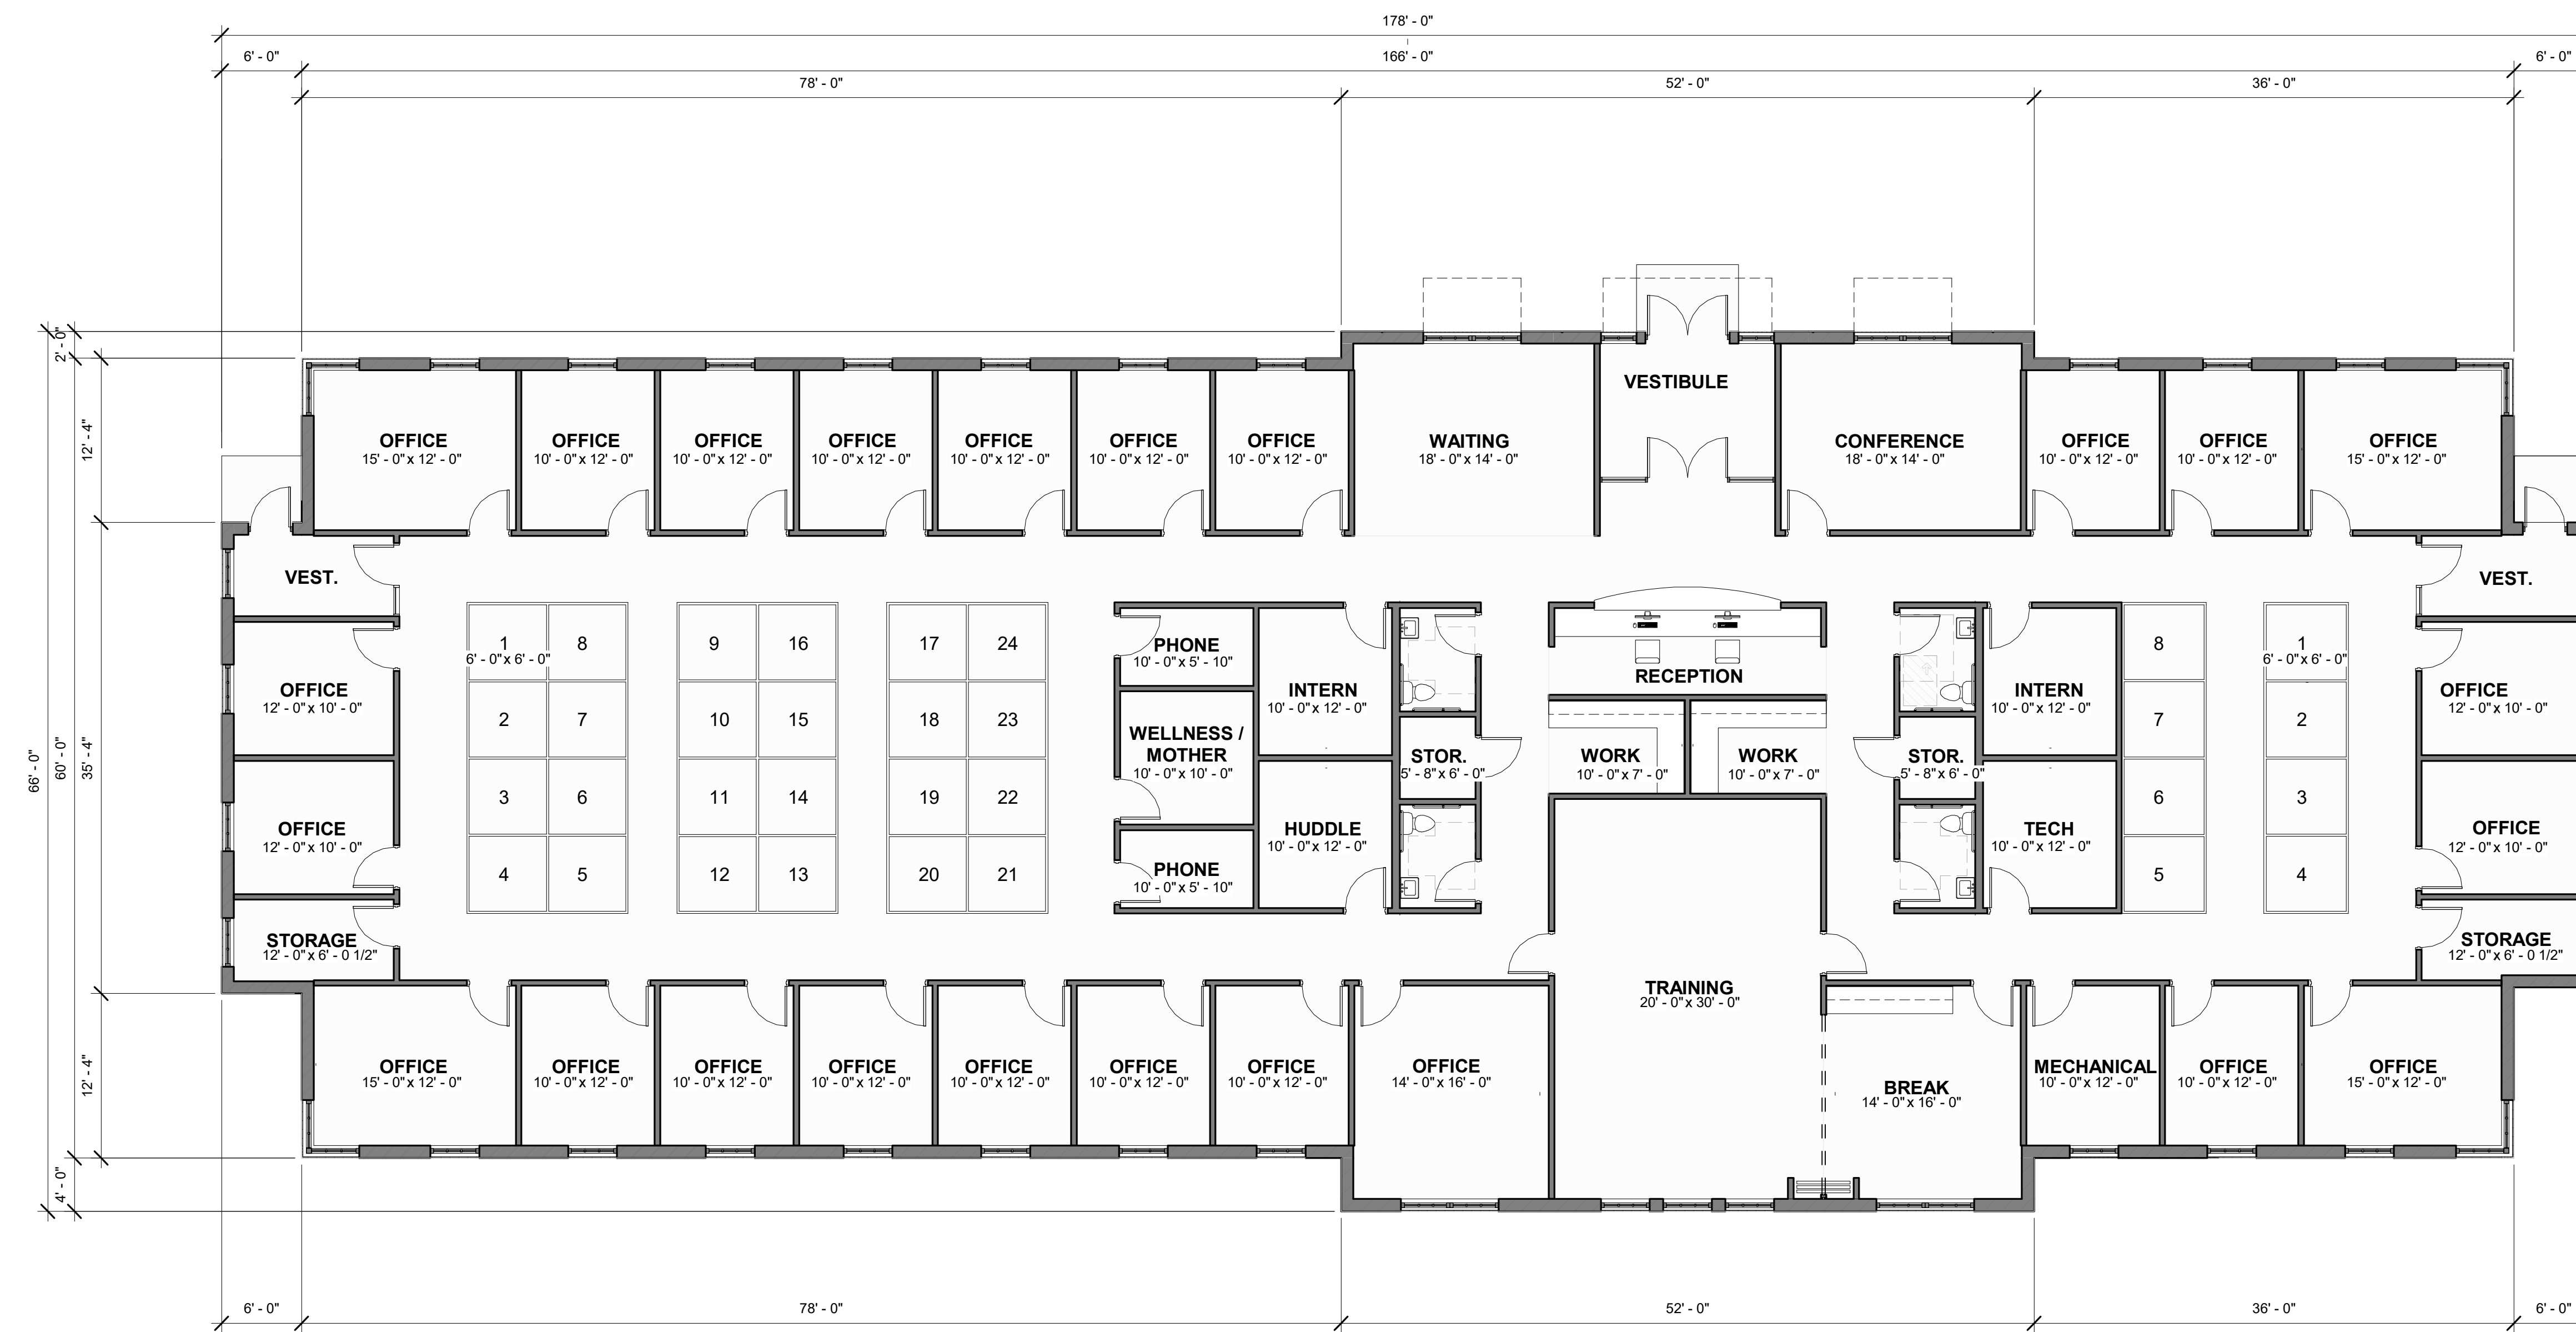 178' - 0"
6' - 0"
166' - 0"
6' - 0"
78' - 0"
52' - 0"
36' - 0"
2' - 0"
12' - 4"
66' - 0"
60' - 0"
35' - 4"
12' - 4"
4' - 0"
VESTIBULE
OFFICE
15' - 0" x 12' - 0"
OFFICE
10' - 0" x 12' - 0"
OFFICE
10' - 0" x 12' - 0"
OFFICE
10' - 0" x 12' - 0"
OFFICE
10' - 0" x 12' - 0"
OFFICE
10' - 0" x 12' - 0"
OFFICE
10' - 0" x 12' - 0"
WAITING
18' - 0" x 14' - 0"
CONFERENCE
18' - 0" x 14' - 0"
OFFICE
10' - 0" x 12' - 0"
OFFICE
10' - 0" x 12' - 0"
OFFICE
15' - 0" x 12' - 0"
VEST.
VEST.
OFFICE
12' - 0" x 10' - 0"
OFFICE
12' - 0" x 10' - 0"
STORAGE
12' - 0" x 6' - 0 1/2"
1
6' - 0" x 6' - 0"
8
9
16
17
24
2
7
10
15
18
23
3
6
11
14
19
22
4
5
12
13
20
21
PHONE
10' - 0" x 5' - 10"
WELLNESS /
MOTHER
10' - 0" x 10' - 0"
PHONE
10' - 0" x 5' - 10"
INTERN
10' - 0" x 12' - 0"
HUDDLE
10' - 0" x 12' - 0"
STOR.
5' - 8" x 6' - 0"
RECEPTION
WORK
10' - 0" x 7' - 0"
WORK
10' - 0" x 7' - 0"
STOR.
5' - 8" x 6' - 0"
INTERN
10' - 0" x 12' - 0"
TECH
10' - 0" x 12' - 0"
8
1
6' - 0" x 6' - 0"
7
2
6
3
5
4
OFFICE
12' - 0" x 10' - 0"
OFFICE
12' - 0" x 10' - 0"
STORAGE
12' - 0" x 6' - 0 1/2"
TRAINING
20' - 0" x 30' - 0"
OFFICE
15' - 0" x 12' - 0"
OFFICE
10' - 0" x 12' - 0"
OFFICE
10' - 0" x 12' - 0"
OFFICE
10' - 0" x 12' - 0"
OFFICE
10' - 0" x 12' - 0"
OFFICE
10' - 0" x 12' - 0"
OFFICE
10' - 0" x 12' - 0"
OFFICE
14' - 0" x 16' - 0"
BREAK
14' - 0" x 16' - 0"
MECHANICAL
10' - 0" x 12' - 0"
OFFICE
10' - 0" x 12' - 0"
OFFICE
15' - 0" x 12' - 0"
6' - 0"
78' - 0"
52' - 0"
36' - 0"
6' - 0"